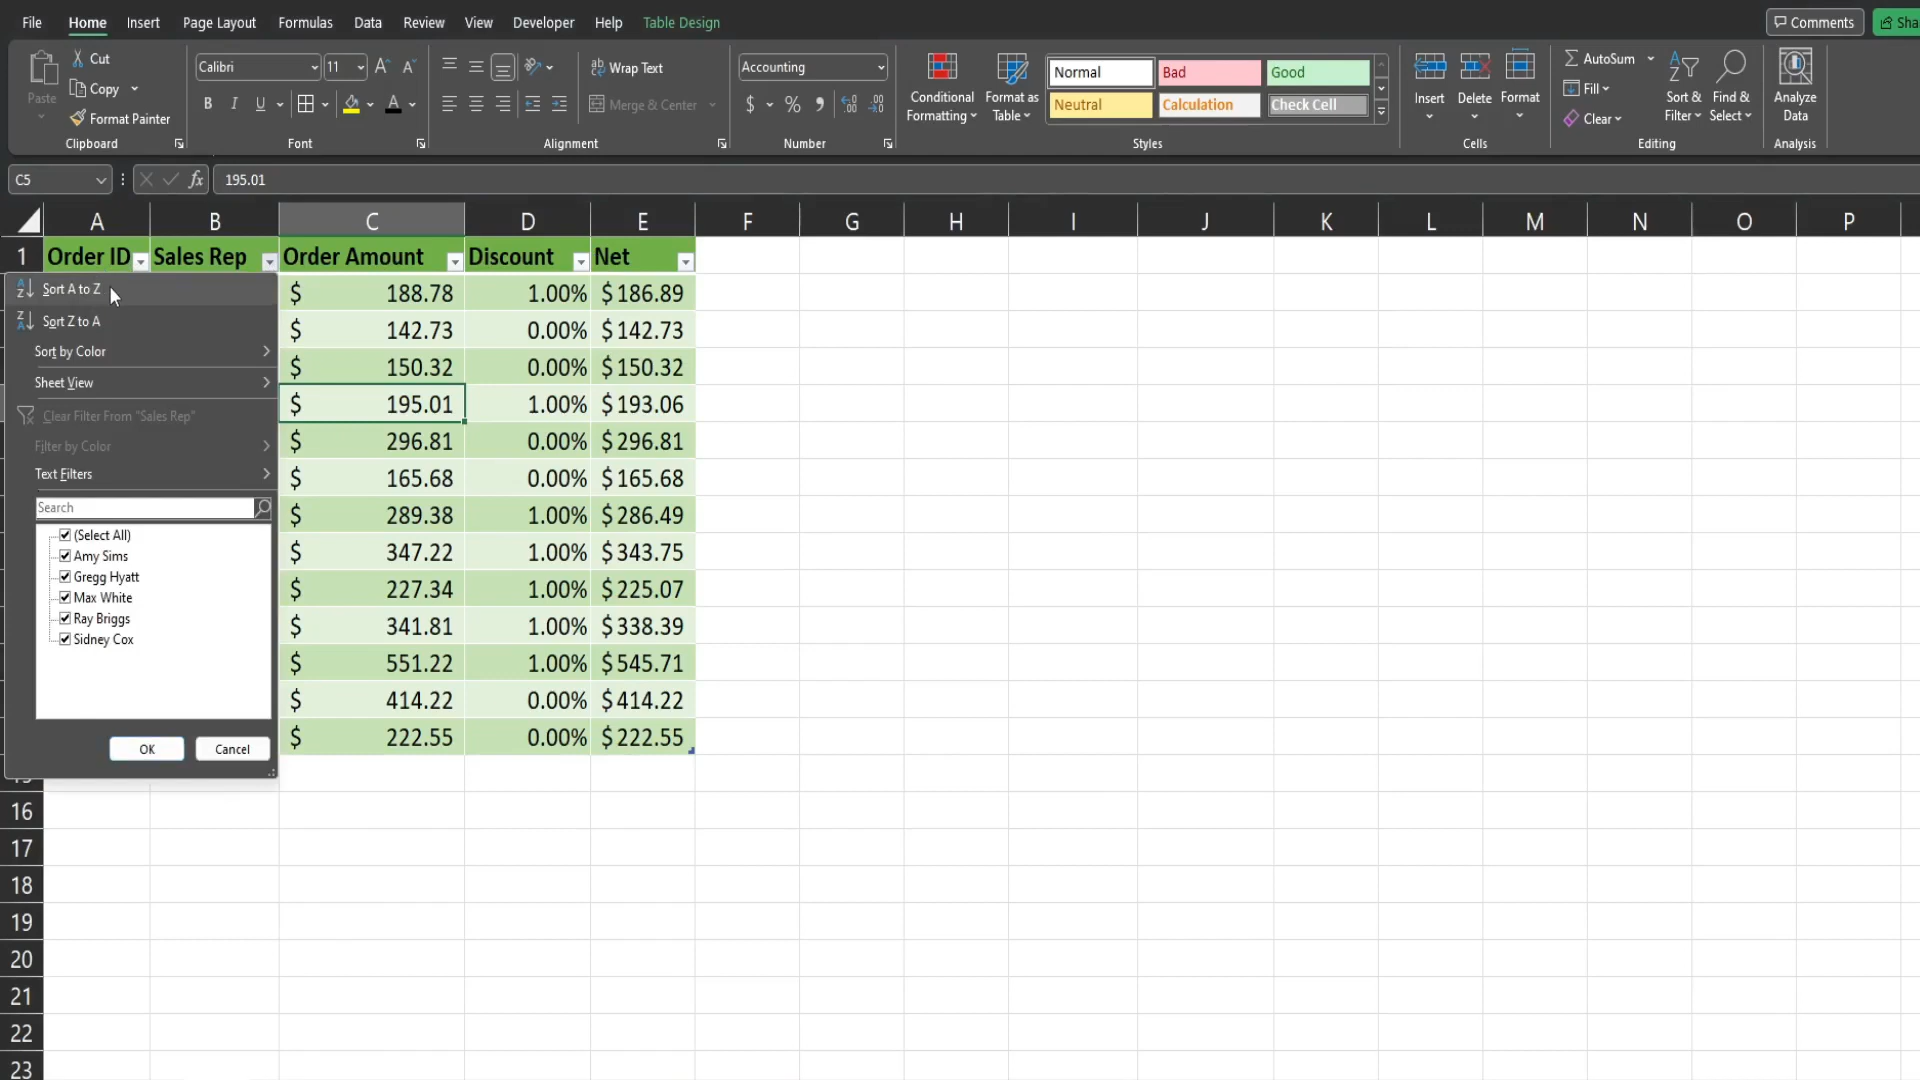 File Home Insert Page Layout Formulas Data Review View Developer Help Table Design Comments Sha
Paste Cut Copy Format Painter Clipboard
Calibri 11 B I U A Font
Wrap Text Merge & Center Alignment
Accounting $ % Number
Conditional Formatting Format as Table
Normal Bad Good
Neutral Calculation Check Cell
Styles
Insert Delete Format Cells
AutoSum Fill Clear Sort & Filter Find & Select Editing
Analyze Data Analysis
C5 fx 195.01
A B C D E F G H I J K L M N O P
1 Order ID Sales Rep Order Amount Discount Net
Sort A to Z
Sort Z to A
Sort by Color
Sheet View
Clear Filter From "Sales Rep"
Filter by Color
Text Filters
Search
(Select All)
Amy Sims
Gregg Hyatt
Max White
Ray Briggs
Sidney Cox
OK Cancel
$ 188.78 1.00% $186.89
$ 142.73 0.00% $142.73
$ 150.32 0.00% $150.32
$ 195.01 1.00% $193.06
$ 296.81 0.00% $296.81
$ 165.68 0.00% $165.68
$ 289.38 1.00% $286.49
$ 347.22 1.00% $343.75
$ 227.34 1.00% $225.07
$ 341.81 1.00% $338.39
$ 551.22 1.00% $545.71
$ 414.22 0.00% $414.22
$ 222.55 0.00% $222.55
16
17
18
19
20
21
22
23